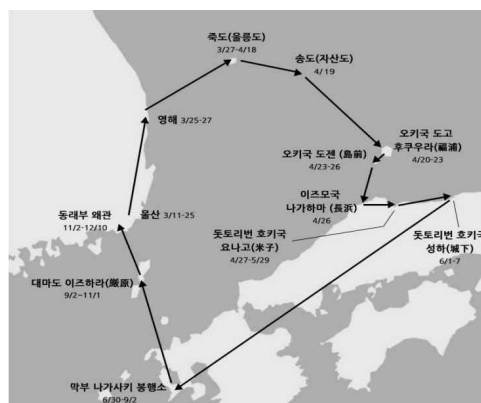 죽도(울릉도)
3/27-4/18
송도(자산도)
4/ 19
영해 3/25-27
오키국 도고
후쿠우라(福浦)
4/20-23
오키국 도젠 (島前)
4/23-26
이즈모국
나가하마 (長浜)
4/26
동래부 왜관
11/2-12/10
울산 3/11-25
돗토리번 호키국
요나고(米子)
4/27-5/29
돗토리번 호키국
성하(城下)
6/1-7
대마도 이즈하라(厳原)
9/2~11/1
막부 나가사키 봉행소
6/30-9/2